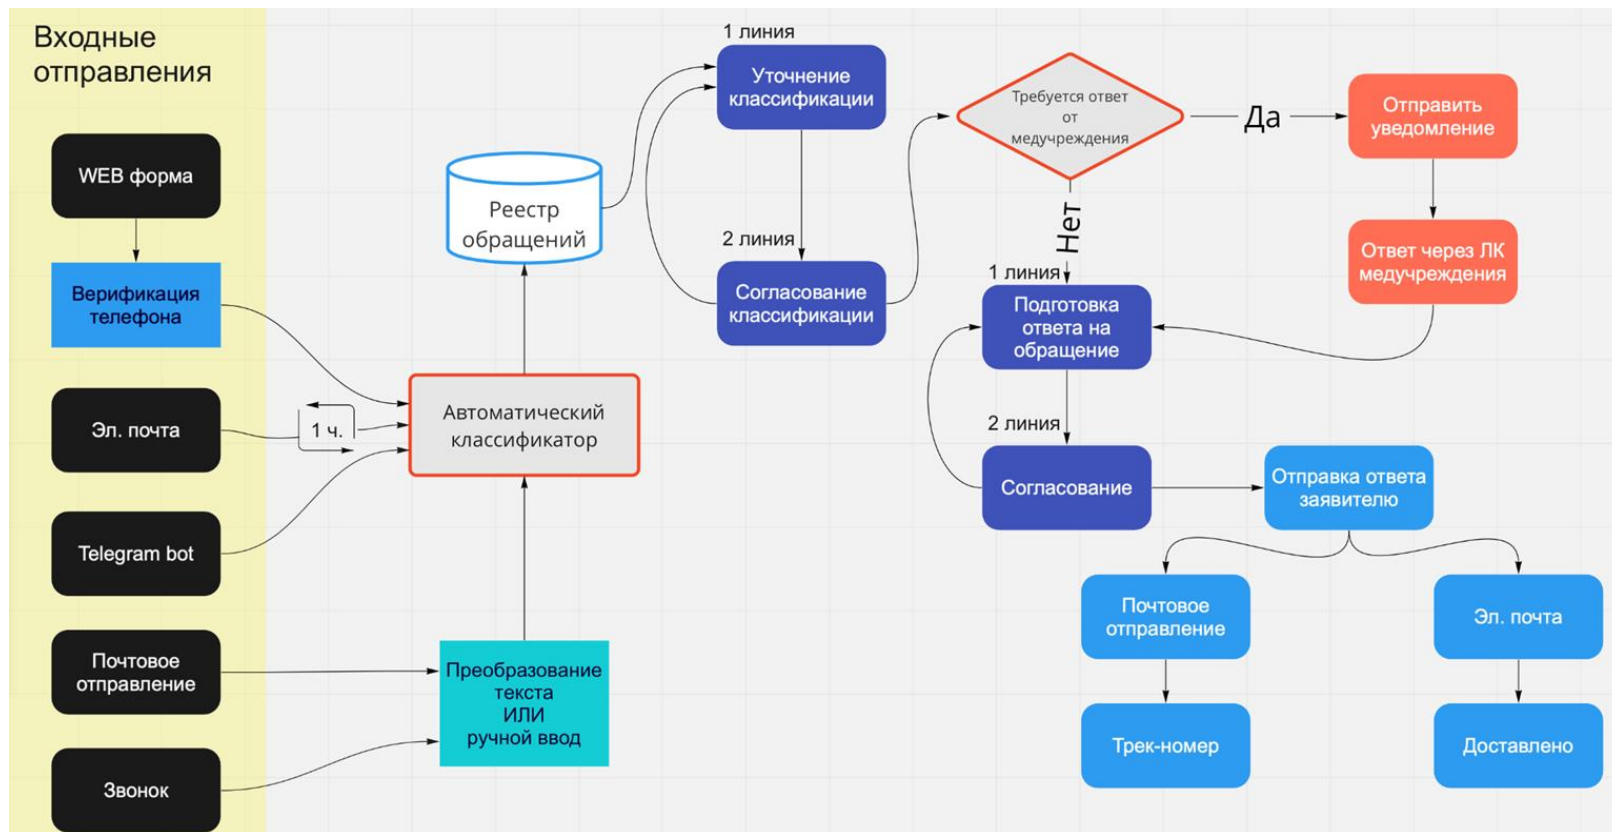 Входные
отправления
WEB форма
Верификация
телефона
Эл. почта
1 ч.
Telegram bot
Почтовое
отправление
Звонок
Преобразование
текста
ИЛИ
ручной ввод
Автоматический
классификатор
Реестр
обращений
1 линия
Уточнение
классификации
2 линия
Согласование
классификации
Требуется ответ
от
медучреждения
Да
Отправить
уведомление
Ответ через ЛК
медучреждения
Нет
1 линия
Подготовка
ответа на
обращение
2 линия
Согласование
Отправка ответа
заявителю
Почтовое
отправление
Трек-номер
Эл. почта
Доставлено